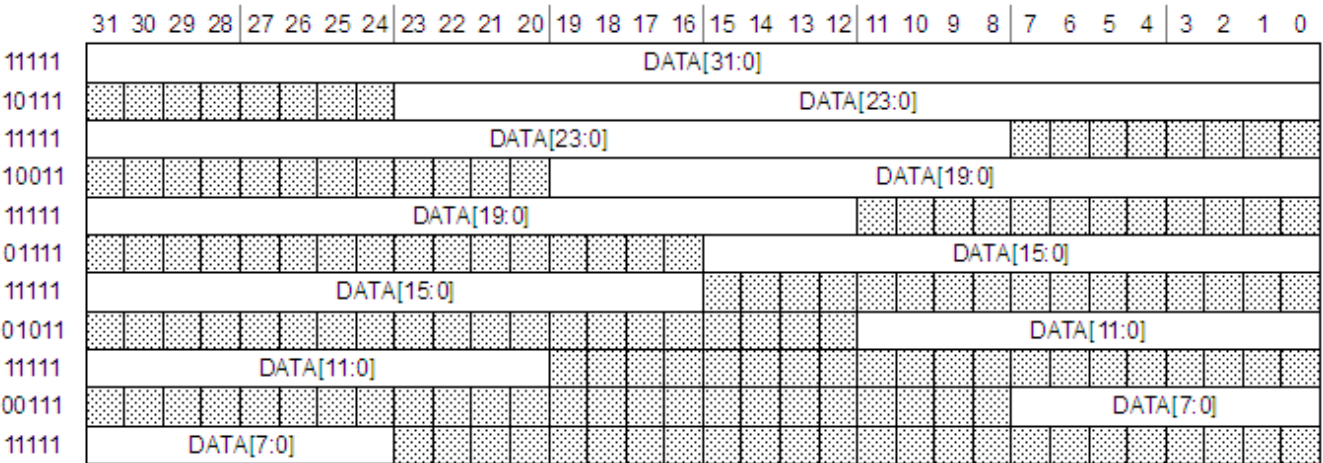 31 30 29 28 27 26 25 24 23 22 21 20 19 18 17 16 15 14 13 12 11 10 9 8 7 6 5 4 3 2 1 0
11111 DATA[31:0]
10111 DATA[23:0]
11111 DATA[23:0]
10011 DATA[19:0]
11111 DATA[19:0]
01111 DATA[15:0]
11111 DATA[15:0]
01011 DATA[11:0]
11111 DATA[11:0]
00111 DATA[7:0]
11111 DATA[7:0]